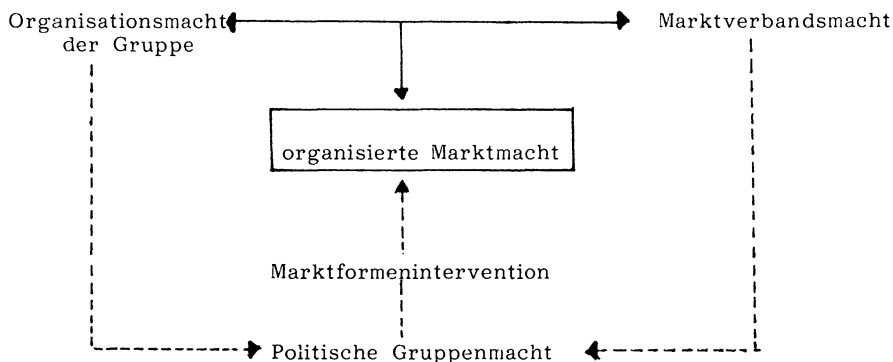 Organisationsmacht
der Gruppe
Marktverbandsmacht
organisierte Marktmacht
Marktformenintervention
Politische Gruppenmacht